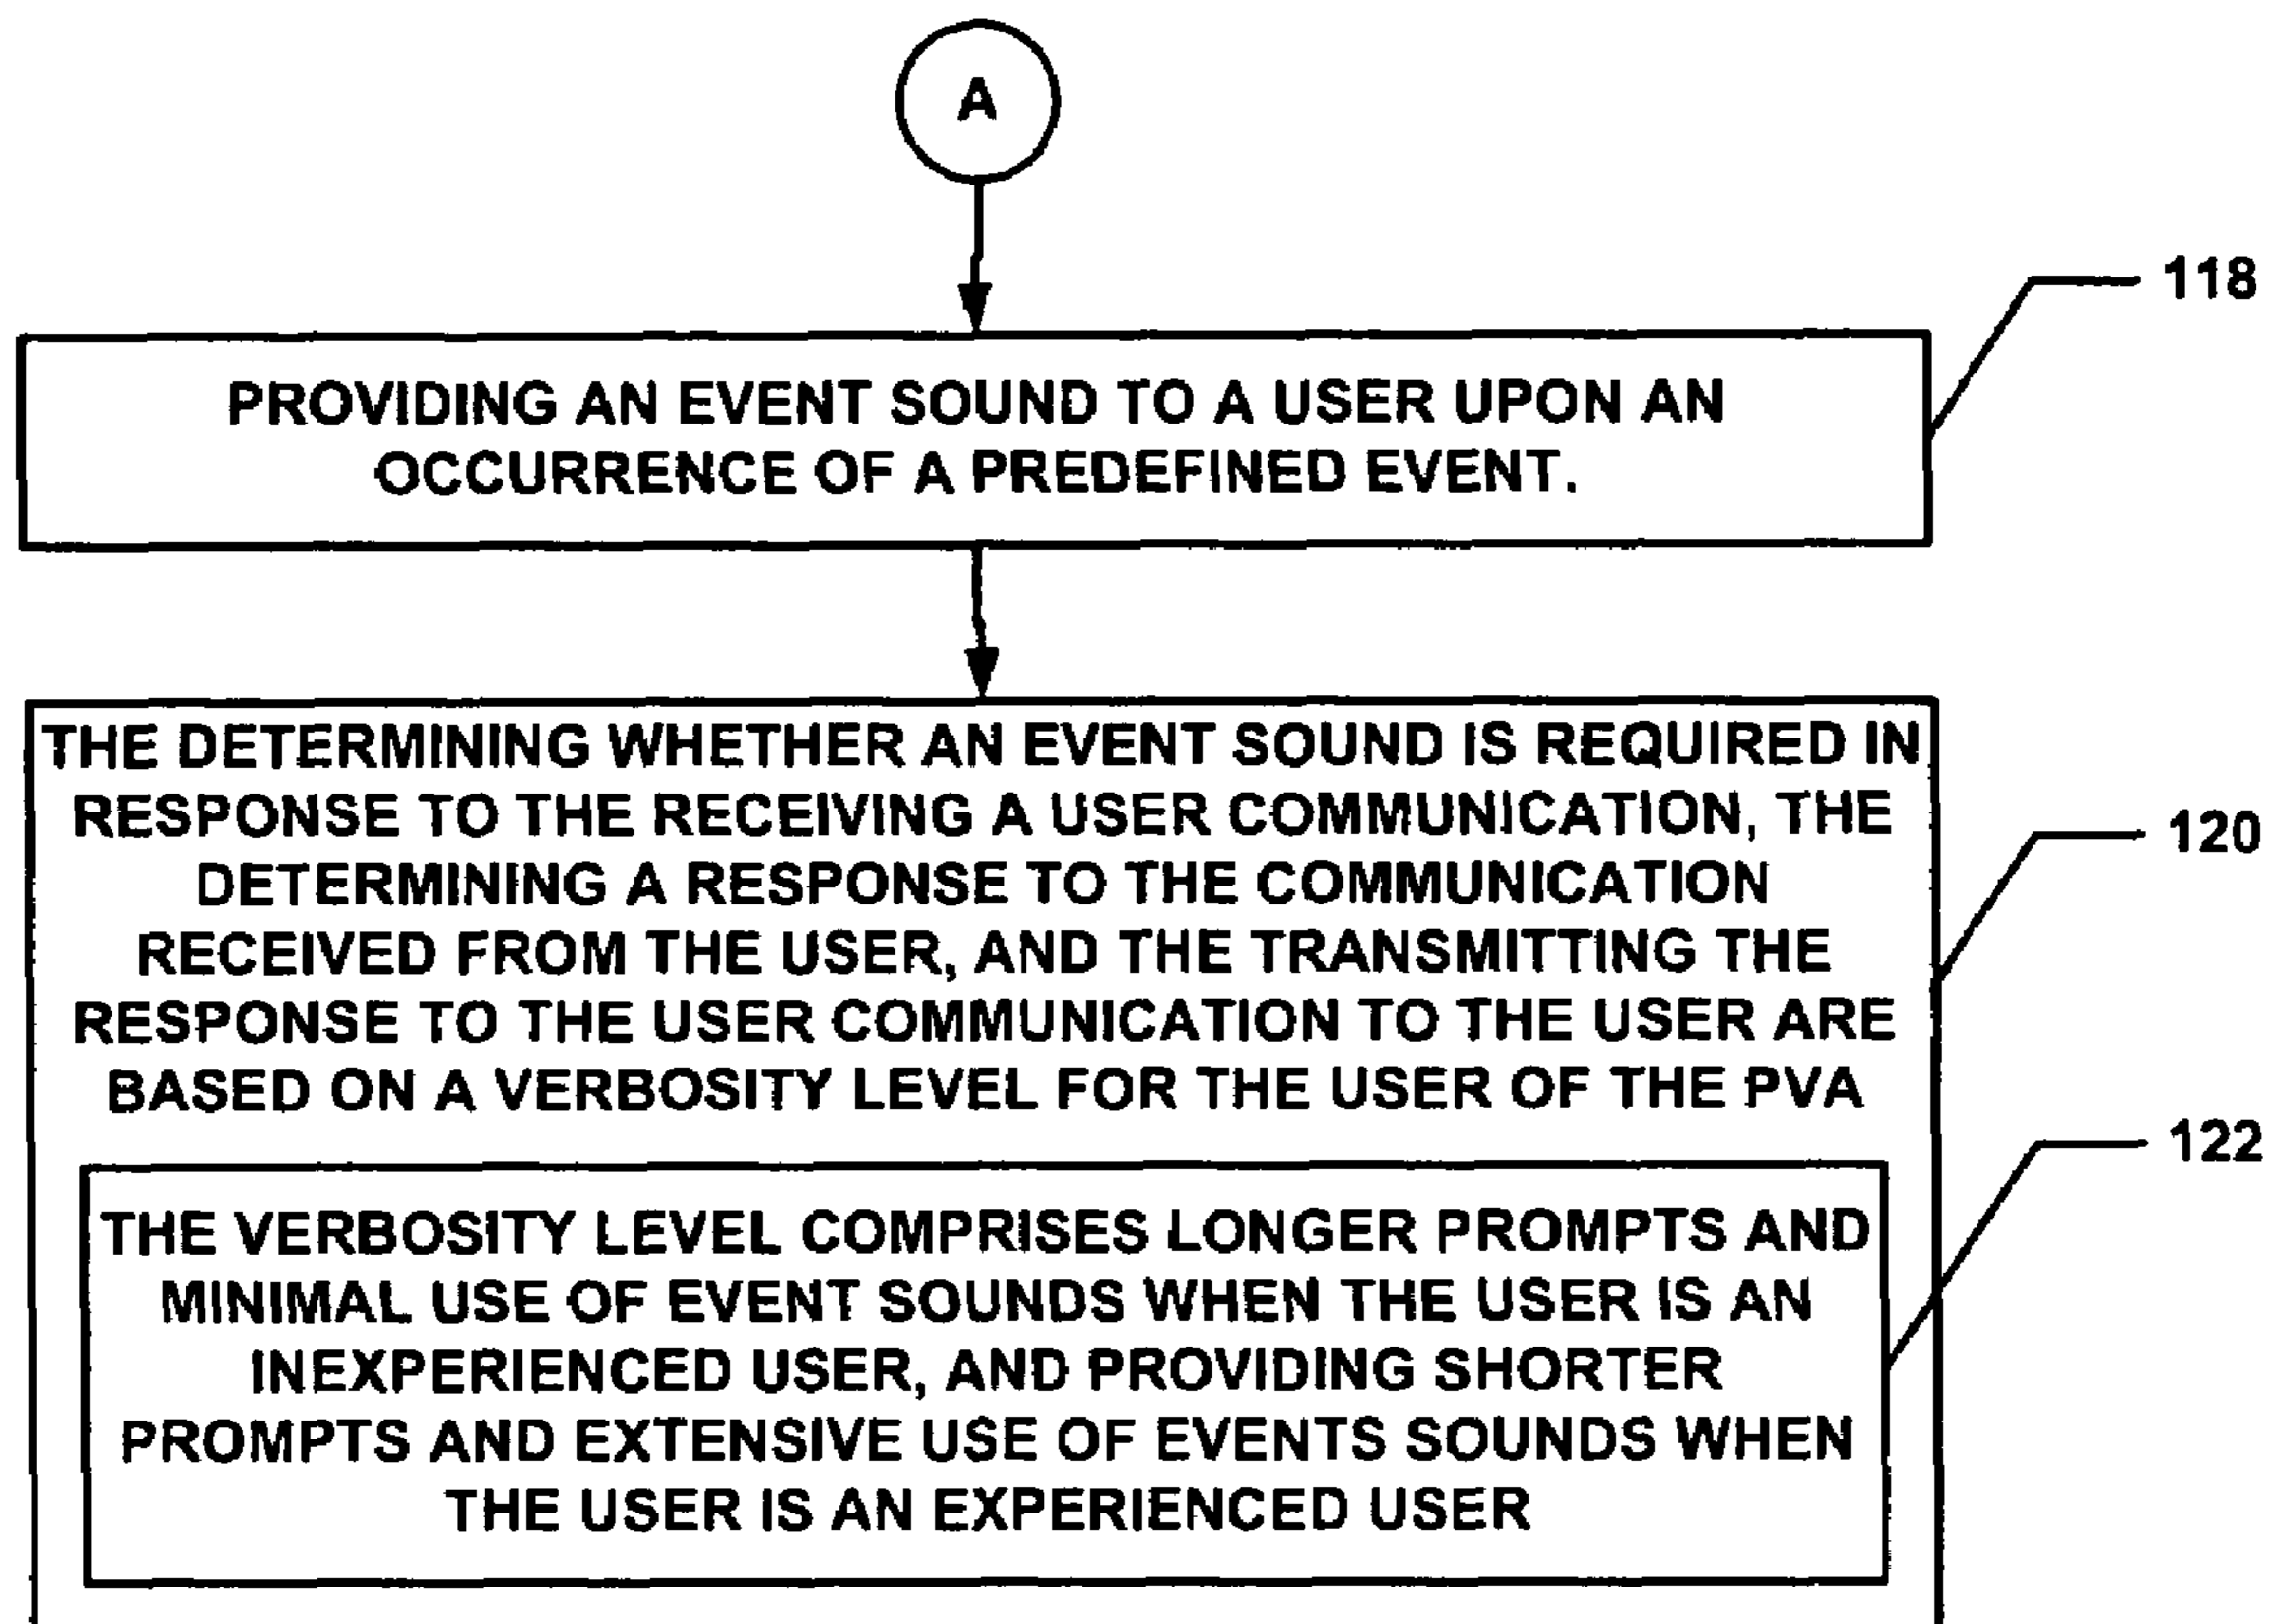 A
118
PROVIDING AN EVENT SOUND TO A USER UPON AN
OCCURRENCE OF A PREDEFINED EVENT.
THE DETERMINING WHETHER AN EVENT SOUND IS REQUIRED IN
RESPONSE TO THE RECEIVING A USER COMMUNICATION, THE
DETERMINING A RESPONSE TO THE COMMUNICATION
RECEIVED FROM THE USER, AND THE TRANSMITTING THE
RESPONSE TO THE USER COMMUNICATION TO THE USER ARE
BASED ON A VERBOSITY LEVEL FOR THE USER OF THE PVA
120
122
THE VERBOSITY LEVEL COMPRISES LONGER PROMPTS AND
MINIMAL USE OF EVENT SOUNDS WHEN THE USER IS AN
INEXPERIENCED USER, AND PROVIDING SHORTER
PROMPTS AND EXTENSIVE USE OF EVENTS SOUNDS WHEN
THE USER IS AN EXPERIENCED USER